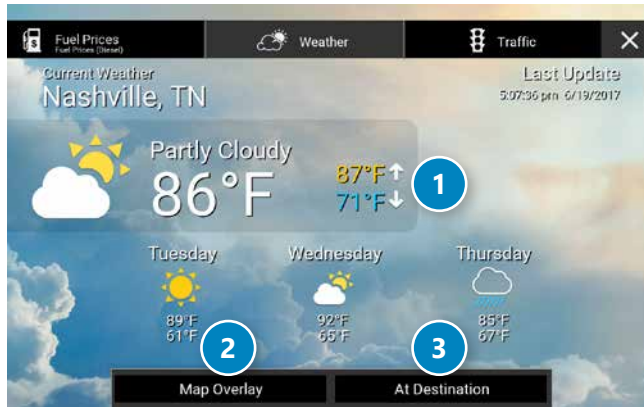 Fuel Prices
Fuel Prices (Diesel)
Weather
Traffic
Current Weather
Nashville, TN
Last Update
5:07:36 pm 6/19/2017
Partly Cloudy
86°F
87°F
71°F
1
Tuesday
Wednesday
Thursday
89°F
61°F
92°F
65°F
85°F
67°F
2
3
Map Overlay
At Destination